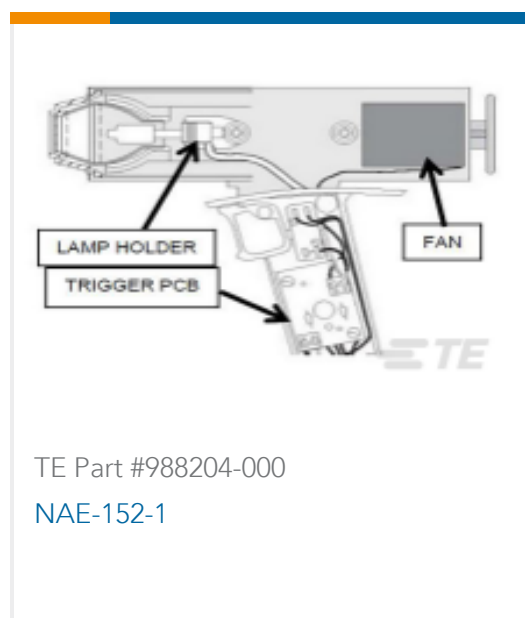 LAMP HOLDER
FAN
TRIGGER PCB
TE
TE Part #988204-000
NAE-152-1